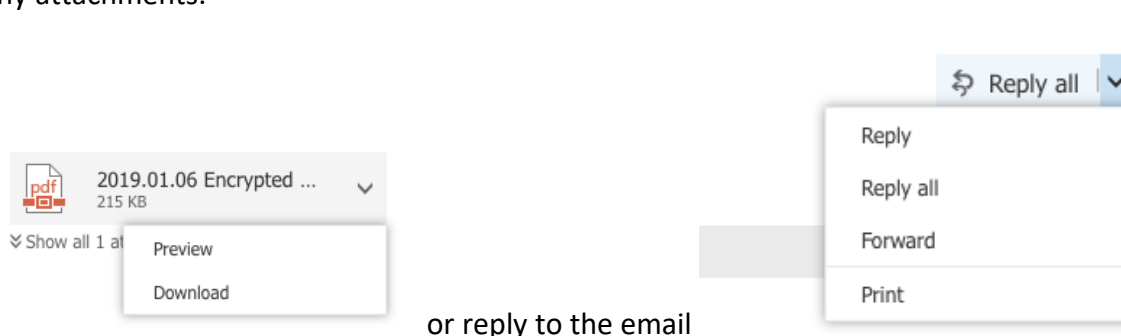 attachments.
Reply all
Reply
Reply all
Forward
Print
pdf
2019.01.06 Encrypted ...
215 KB
Show all 1 at
Preview
Download
or reply to the email